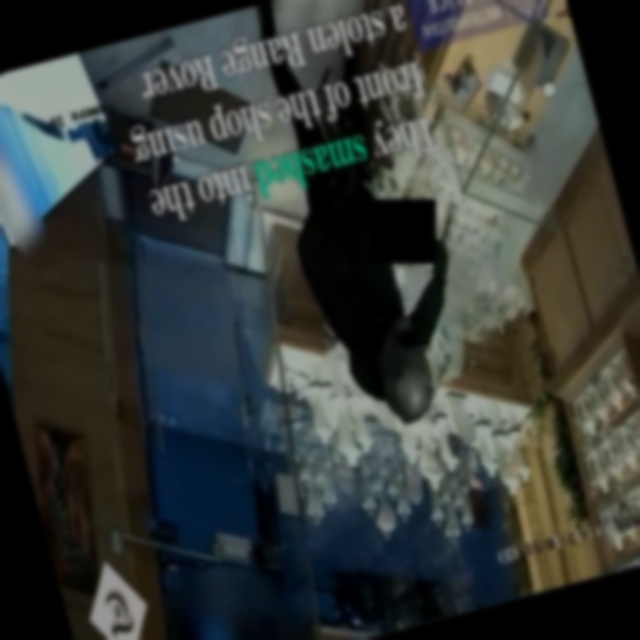 They smashed into the
front of the shop using
a stolen Range Rover